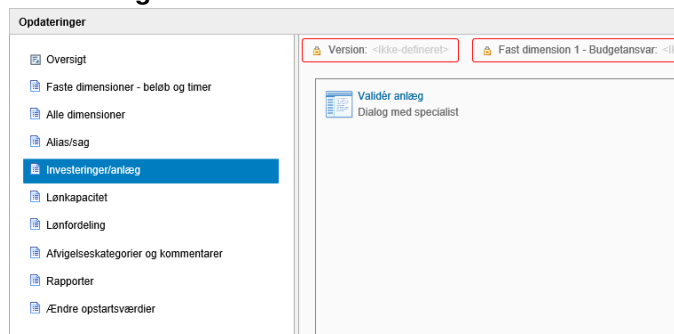 Opdateringer
Oversigt
Faste dimensioner - beløb og timer
Alle dimensioner
Alias/sag
Investeringer/anlæg
Lønkapacitet
Lønfordeling
Afvigelseskategorier og kommentarer
Rapporter
Ændre opstartsværdier
Version: <Ikke-defineret> Fast dimension 1 - Budgetansvar:
Validér anlæg
Dialog med specialist